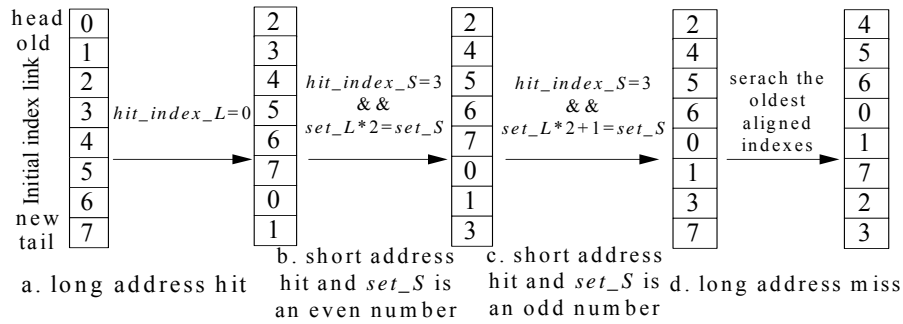 head
old
Initial index link
new
tail
0
1
2
3
4
5
6
7
hit_index_L=0
2
3
4
5
6
7
0
1
hit_index_S=3
&&
set_L*2=set_S
2
4
5
6
7
0
1
3
hit_index_S=3
&&
set_L*2+1=set_S
2
4
5
6
0
1
3
7
serach the
oldest
aligned
indexes
4
5
6
0
1
7
2
3
a. long address hit
b. short address
hit and set_S is
an even number
c. short address
hit and set_S is
an odd number
d. long address miss